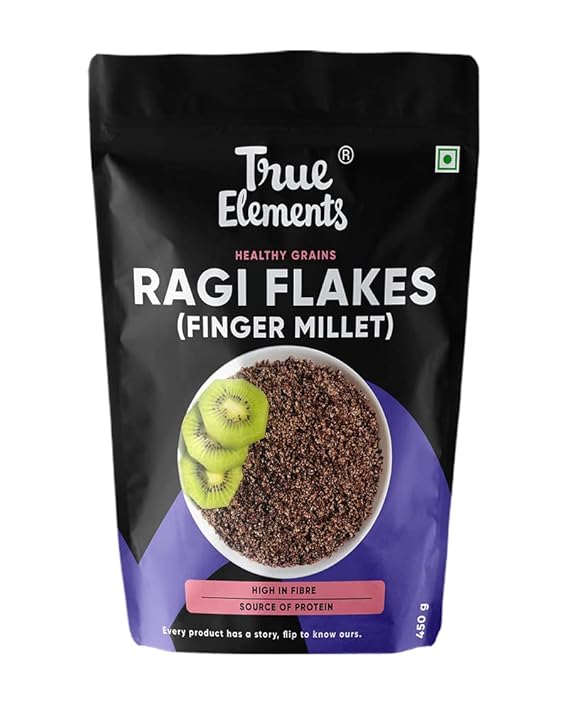 True ®
Elements
HEALTHY GRAINS
RAGI FLAKES
(FINGER MILLET)
HIGH IN FIBRE
SOURCE OF PROTEIN
Every product has a story, flip to know ours.
450 g